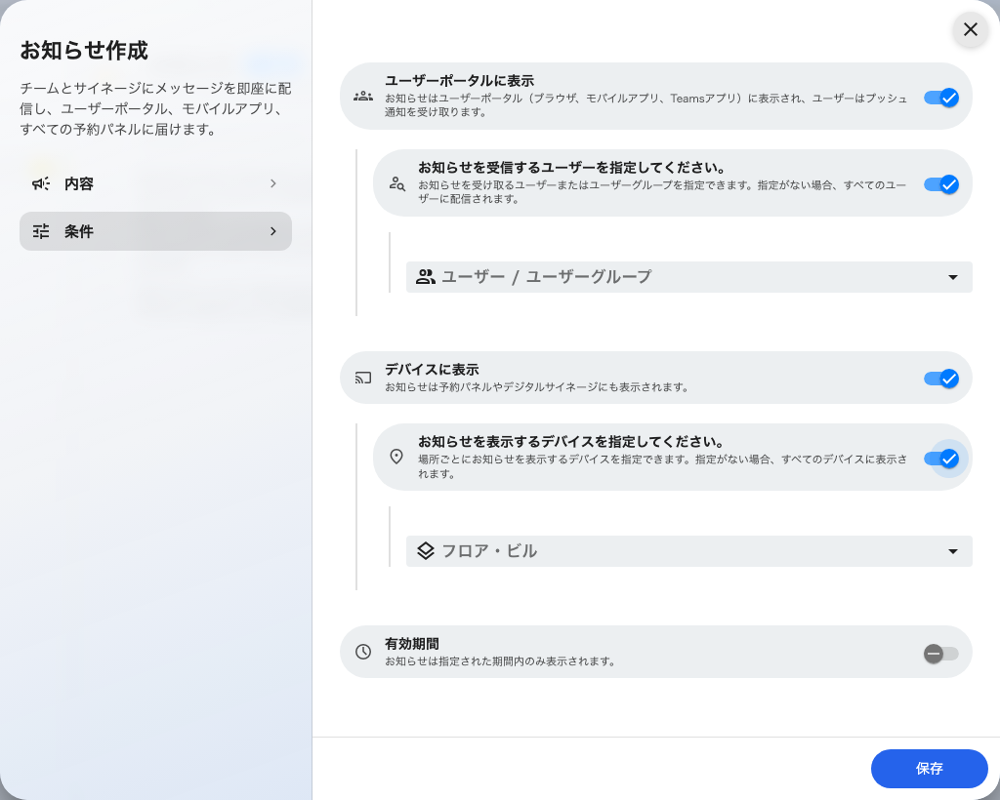 お知らせ作成
チームとサイネージにメッセージを即座に配
信し、ユーザーポータル、モバイルアプリ、
すべての予約パネルに届けます。
内容
条件
ユーザーポータルに表示
お知らせはユーザーポータル（ブラウザ、モバイルアプリ、Teamsアプリ）に表示され、ユーザーはプッシュ
通知を受け取ります。
お知らせを受信するユーザーを指定してください。
お知らせを受け取るユーザーまたはユーザーグループを指定できます。指定がない場合、すべてのユー
ザーに配信されます。
ユーザー / ユーザーグループ
デバイスに表示
お知らせは予約パネルやデジタルサイネージにも表示されます。
お知らせを表示するデバイスを指定してください。
場所ごとにお知らせを表示するデバイスを指定できます。指定がない場合、すべてのデバイスに表示さ
れます。
フロア・ビル
有効期間
お知らせは指定された期間内のみ表示されます。
保存